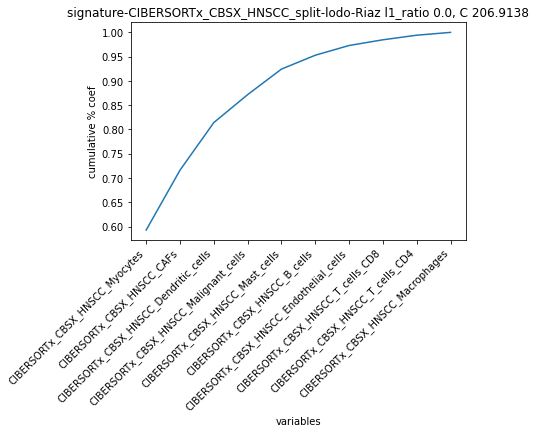 signature-CIBERSORTx_CBSX_HNSCC_split-lodo-Riaz l1_ratio 0.0, C 206.9138
1.00
0.95
0.90
0.85
0.80
0.75
0.70
0.65
0.60
cumulative % coef
CIBERSORTx_CBSX_HNSCC_Myocytes
CIBERSORTx_CBSX_HNSCC_CAFs
CIBERSORTx_CBSX_HNSCC_Dendritic_cells
CIBERSORTx_CBSX_HNSCC_Malignant_cells
CIBERSORTx_CBSX_HNSCC_Mast_cells
CIBERSORTx_CBSX_HNSCC_B_cells
CIBERSORTx_CBSX_HNSCC_Endothelial_cells
CIBERSORTx_CBSX_HNSCC_T_cells_CD8
CIBERSORTx_CBSX_HNSCC_T_cells_CD4
CIBERSORTx_CBSX_HNSCC_Macrophages
variables